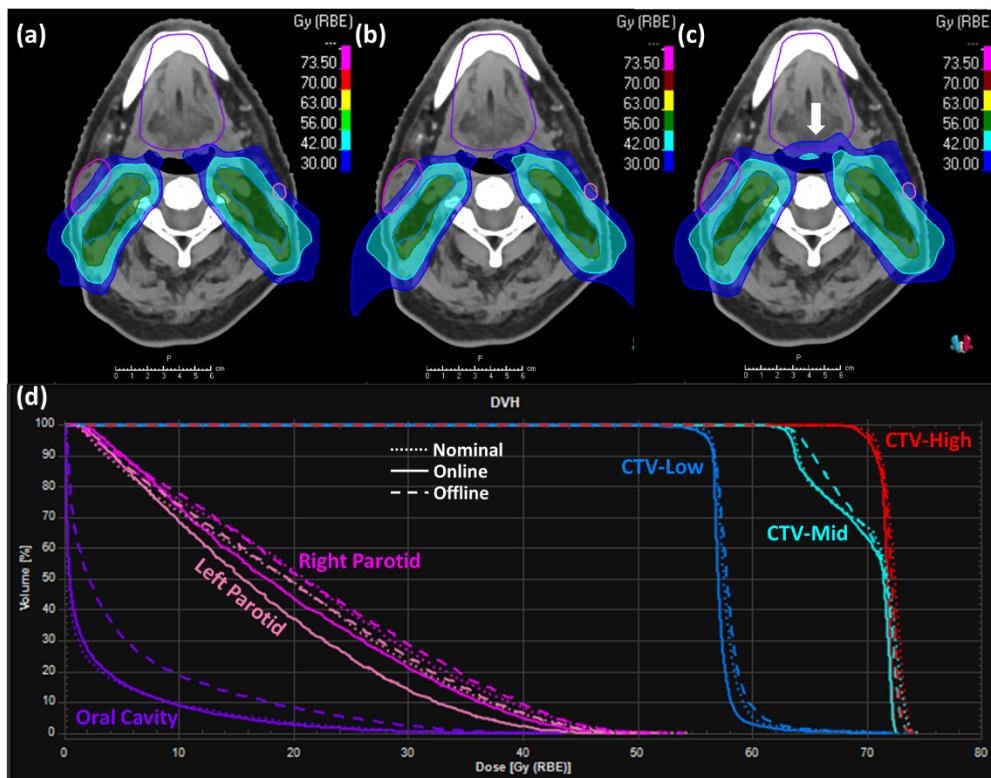 (a)
Gy (RBE)
---
73.50
70.00
63.00
56.00
42.00
30.00
P
0 1 2 3 4 5 6
cm
(b)
Gy (RBE)
---
73.50
70.00
63.00
56.00
42.00
30.00
P
0 1 2 3 4 5 6
cm
(c)
Gy (RBE)
---
73.50
70.00
63.00
56.00
42.00
30.00
P
0 1 2 3 4 5 6
cm
(d)
DVH
Nominal
Online
Offline
CTV-Low
CTV-High
CTV-Mid
Right Parotid
Left Parotid
Oral Cavity
Volume [%]
100
90
80
70
60
50
40
30
20
10
0
0 10 20 30 40 50 60 70 80
Dose [Gy (RBE)]